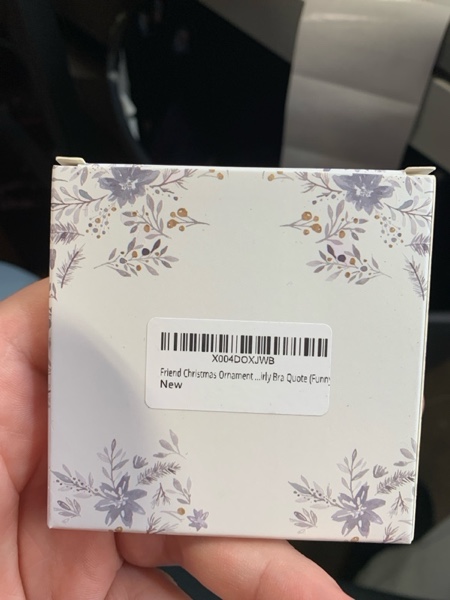 X004DOXJWB
Friend Christmas Ornament ...irly Bra Quote (Funny
New